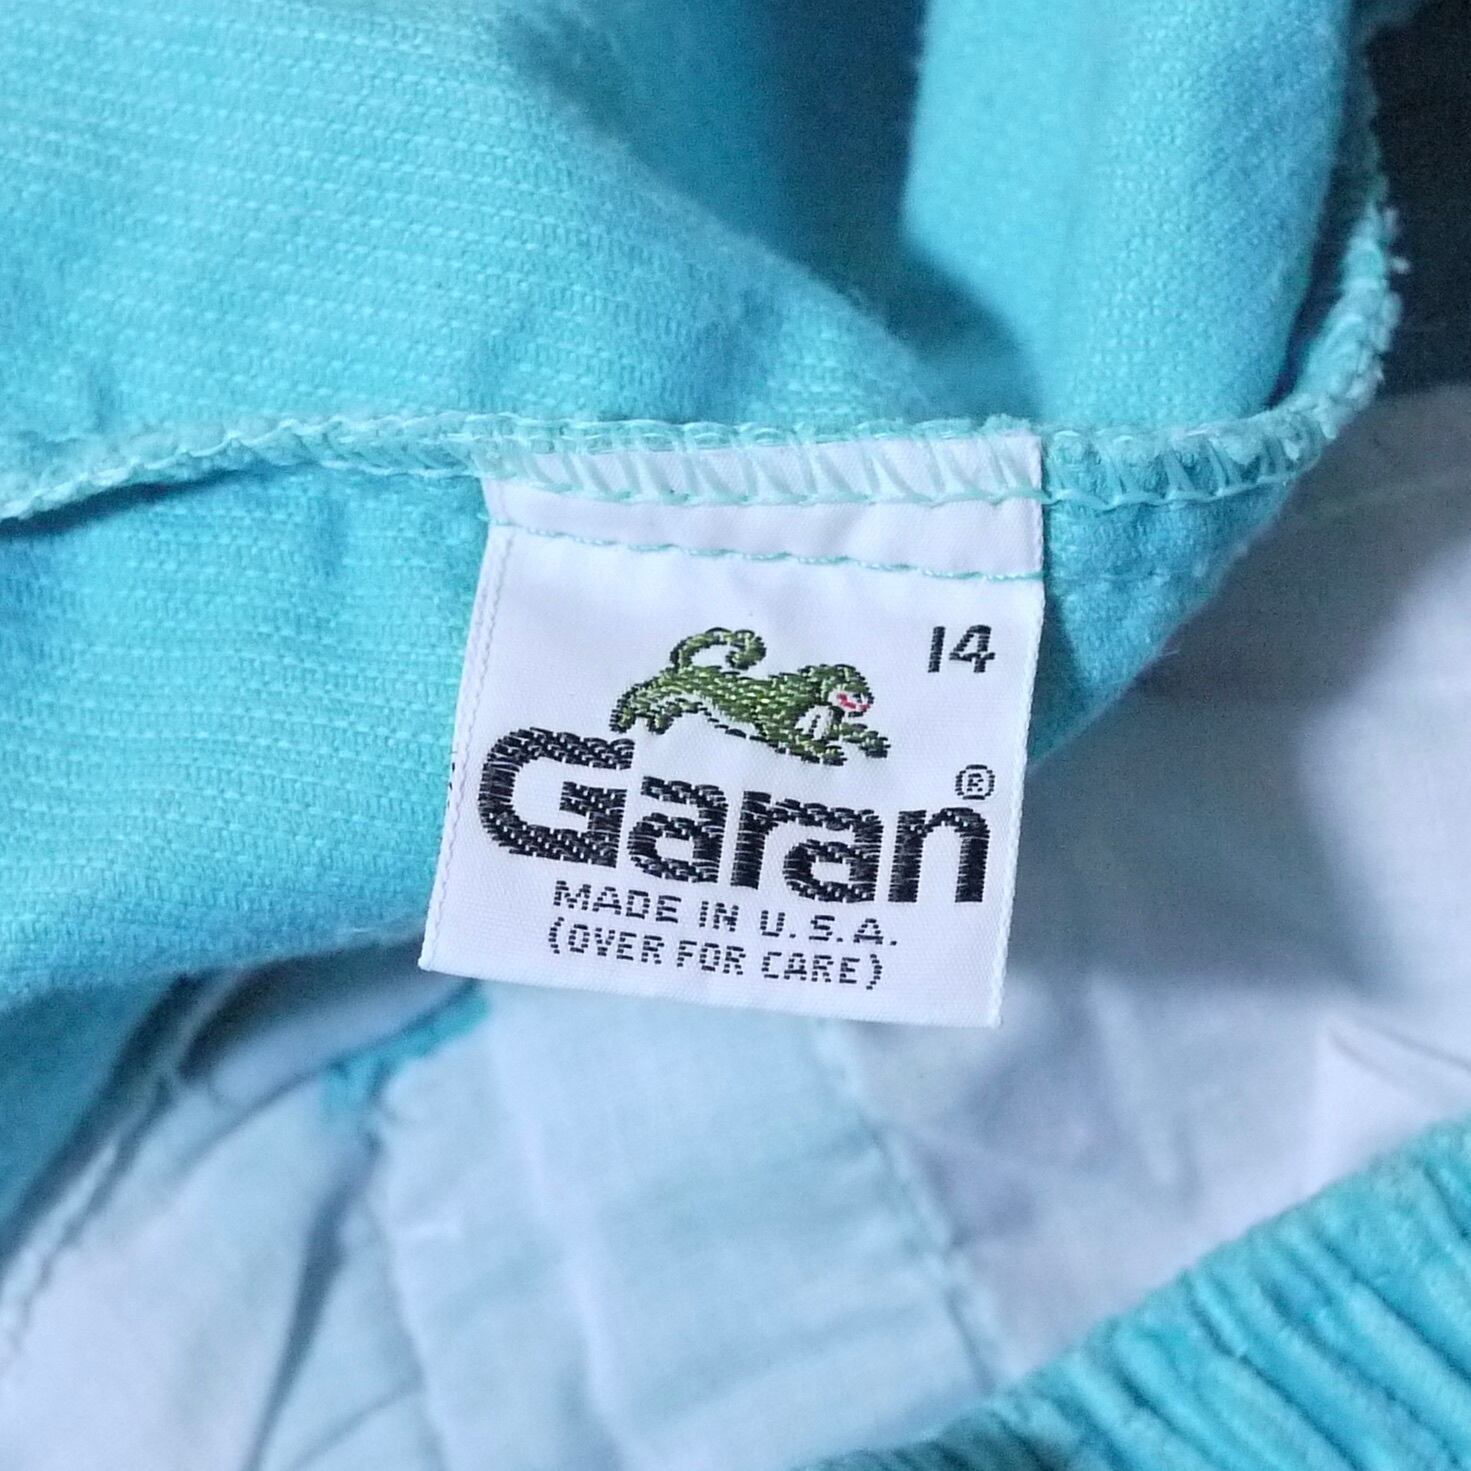 14
Garan®
MADE IN U.S.A.
(OVER FOR CARE)